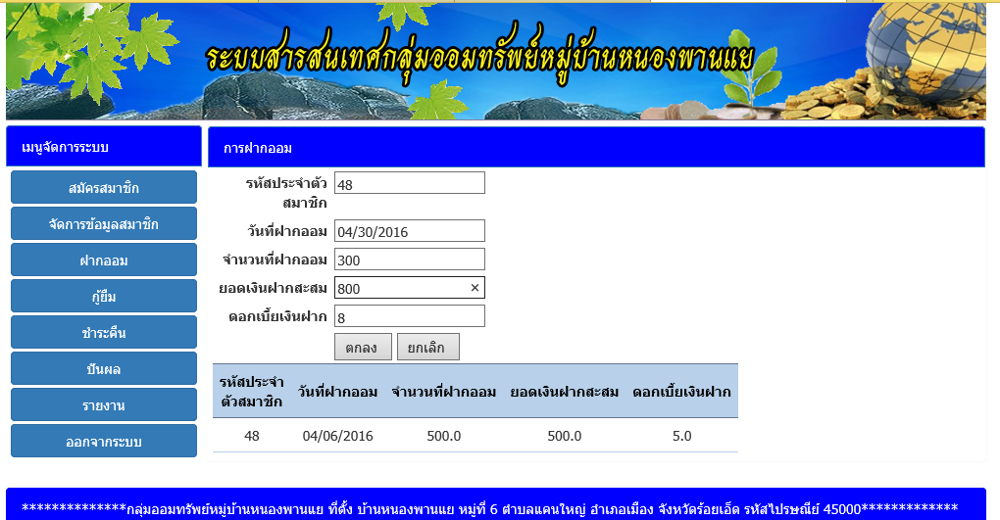 ระบบสารสนเทศกลุ่มออมทรัพย์หมู่บ้านหนองพานแย
เมนูจัดการระบบ
สมัครสมาชิก
จัดการข้อมูลสมาชิก
ฝากออม
กู้ยืม
ชำระคืน
ปันผล
รายงาน
ออกจากระบบ
การฝากออม
รหัสประจำตัว 48
สมาชิก
วันที่ฝากออม 04/30/2016
จำนวนที่ฝากออม 300
ยอดเงินฝากสะสม 800 ×
ดอกเบี้ยเงินฝาก 8
ตกลง ยกเลิก
รหัสประจำ
ตัวสมาชิก วันที่ฝากออม จำนวนที่ฝากออม ยอดเงินฝากสะสม ดอกเบี้ยเงินฝาก
48 04/06/2016 500.0 500.0 5.0
**************กลุ่มออมทรัพย์หมู่บ้านหนองพานแย ที่ตั้ง บ้านหนองพานแย หมู่ที่ 6 ตำบลแคนใหญ่ อำเภอเมือง จังหวัดร้อยเอ็ด รหัสไปรษณีย์ 45000*************